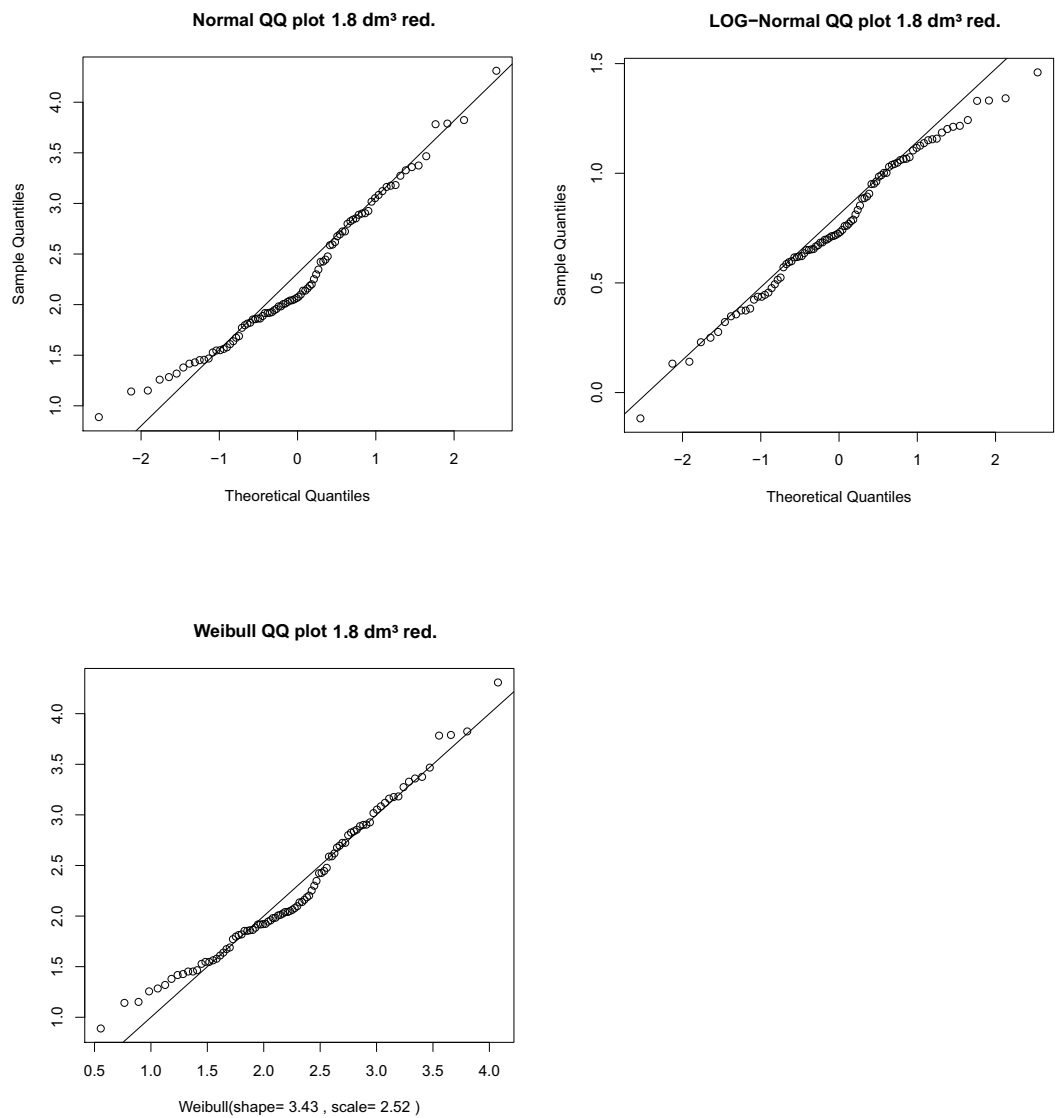 Normal QQ plot 1.8 dm³ red.
Sample Quantiles
4.0
3.5
3.0
2.5
2.0
1.5
1.0
−2 −1 0 1 2
Theoretical Quantiles
LOG−Normal QQ plot 1.8 dm³ red.
Sample Quantiles
1.5
1.0
0.5
0.0
−2 −1 0 1 2
Theoretical Quantiles
Weibull QQ plot 1.8 dm³ red.
4.0
3.5
3.0
2.5
2.0
1.5
1.0
0.5 1.0 1.5 2.0 2.5 3.0 3.5 4.0
Weibull(shape= 3.43 , scale= 2.52 )